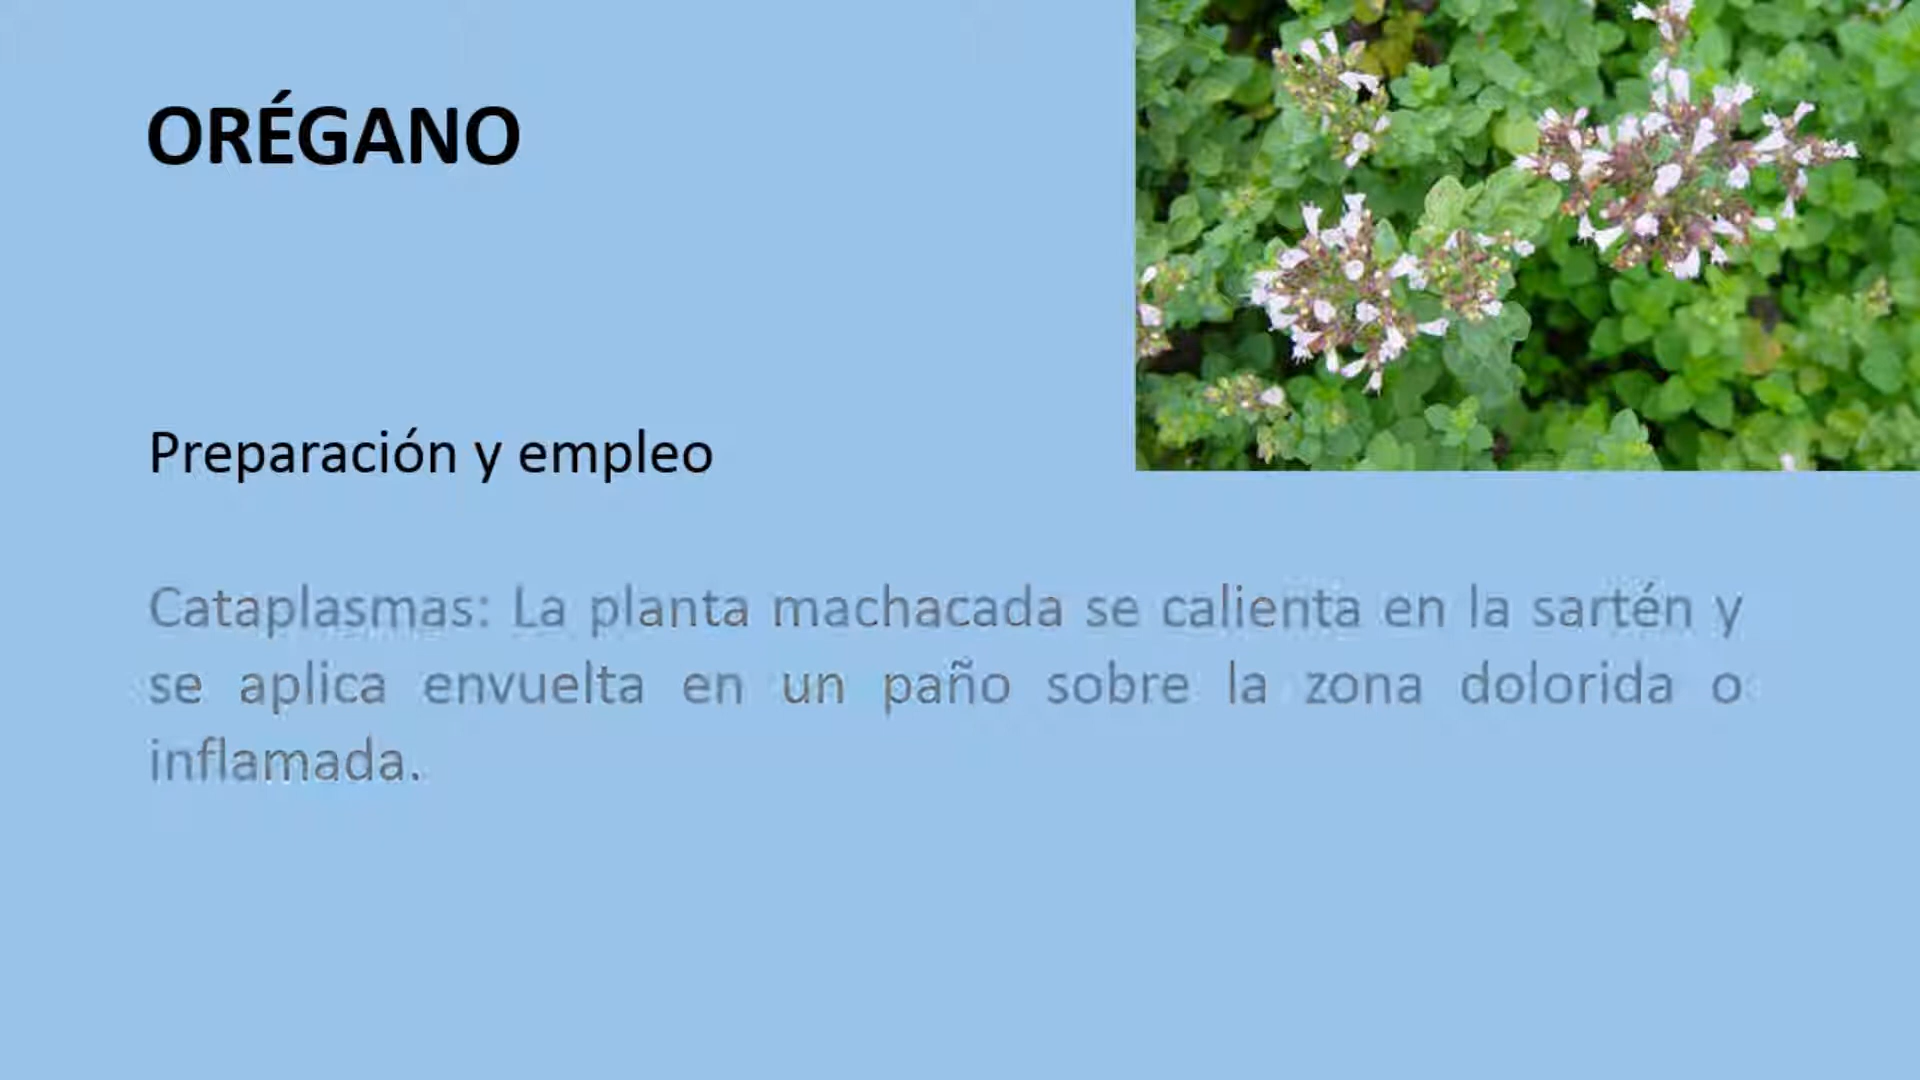 ORÉGANO
Preparación y empleo
Cataplasmas: La planta machacada se calienta en la sartén y
se aplica envuelta en un paño sobre la zona dolorida o
inflamada.